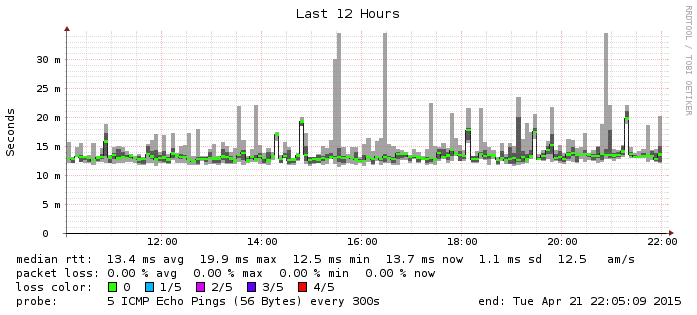 Last 12 Hours
RRDTOOL / TOBI OETIKER
Seconds
30 m
25 m
20 m
15 m
10 m
5 m
0
12:00 14:00 16:00 18:00 20:00 22:00
median rtt: 13.4 ms avg 19.9 ms max 12.5 ms min 13.7 ms now 1.1 ms sd 12.5 am/s
packet loss: 0.00 % avg 0.00 % max 0.00 % min 0.00 % now
loss color: 0 1/5 2/5 3/5 4/5
probe: 5 ICMP Echo Pings (56 Bytes) every 300s end: Tue Apr 21 22:05:09 2015